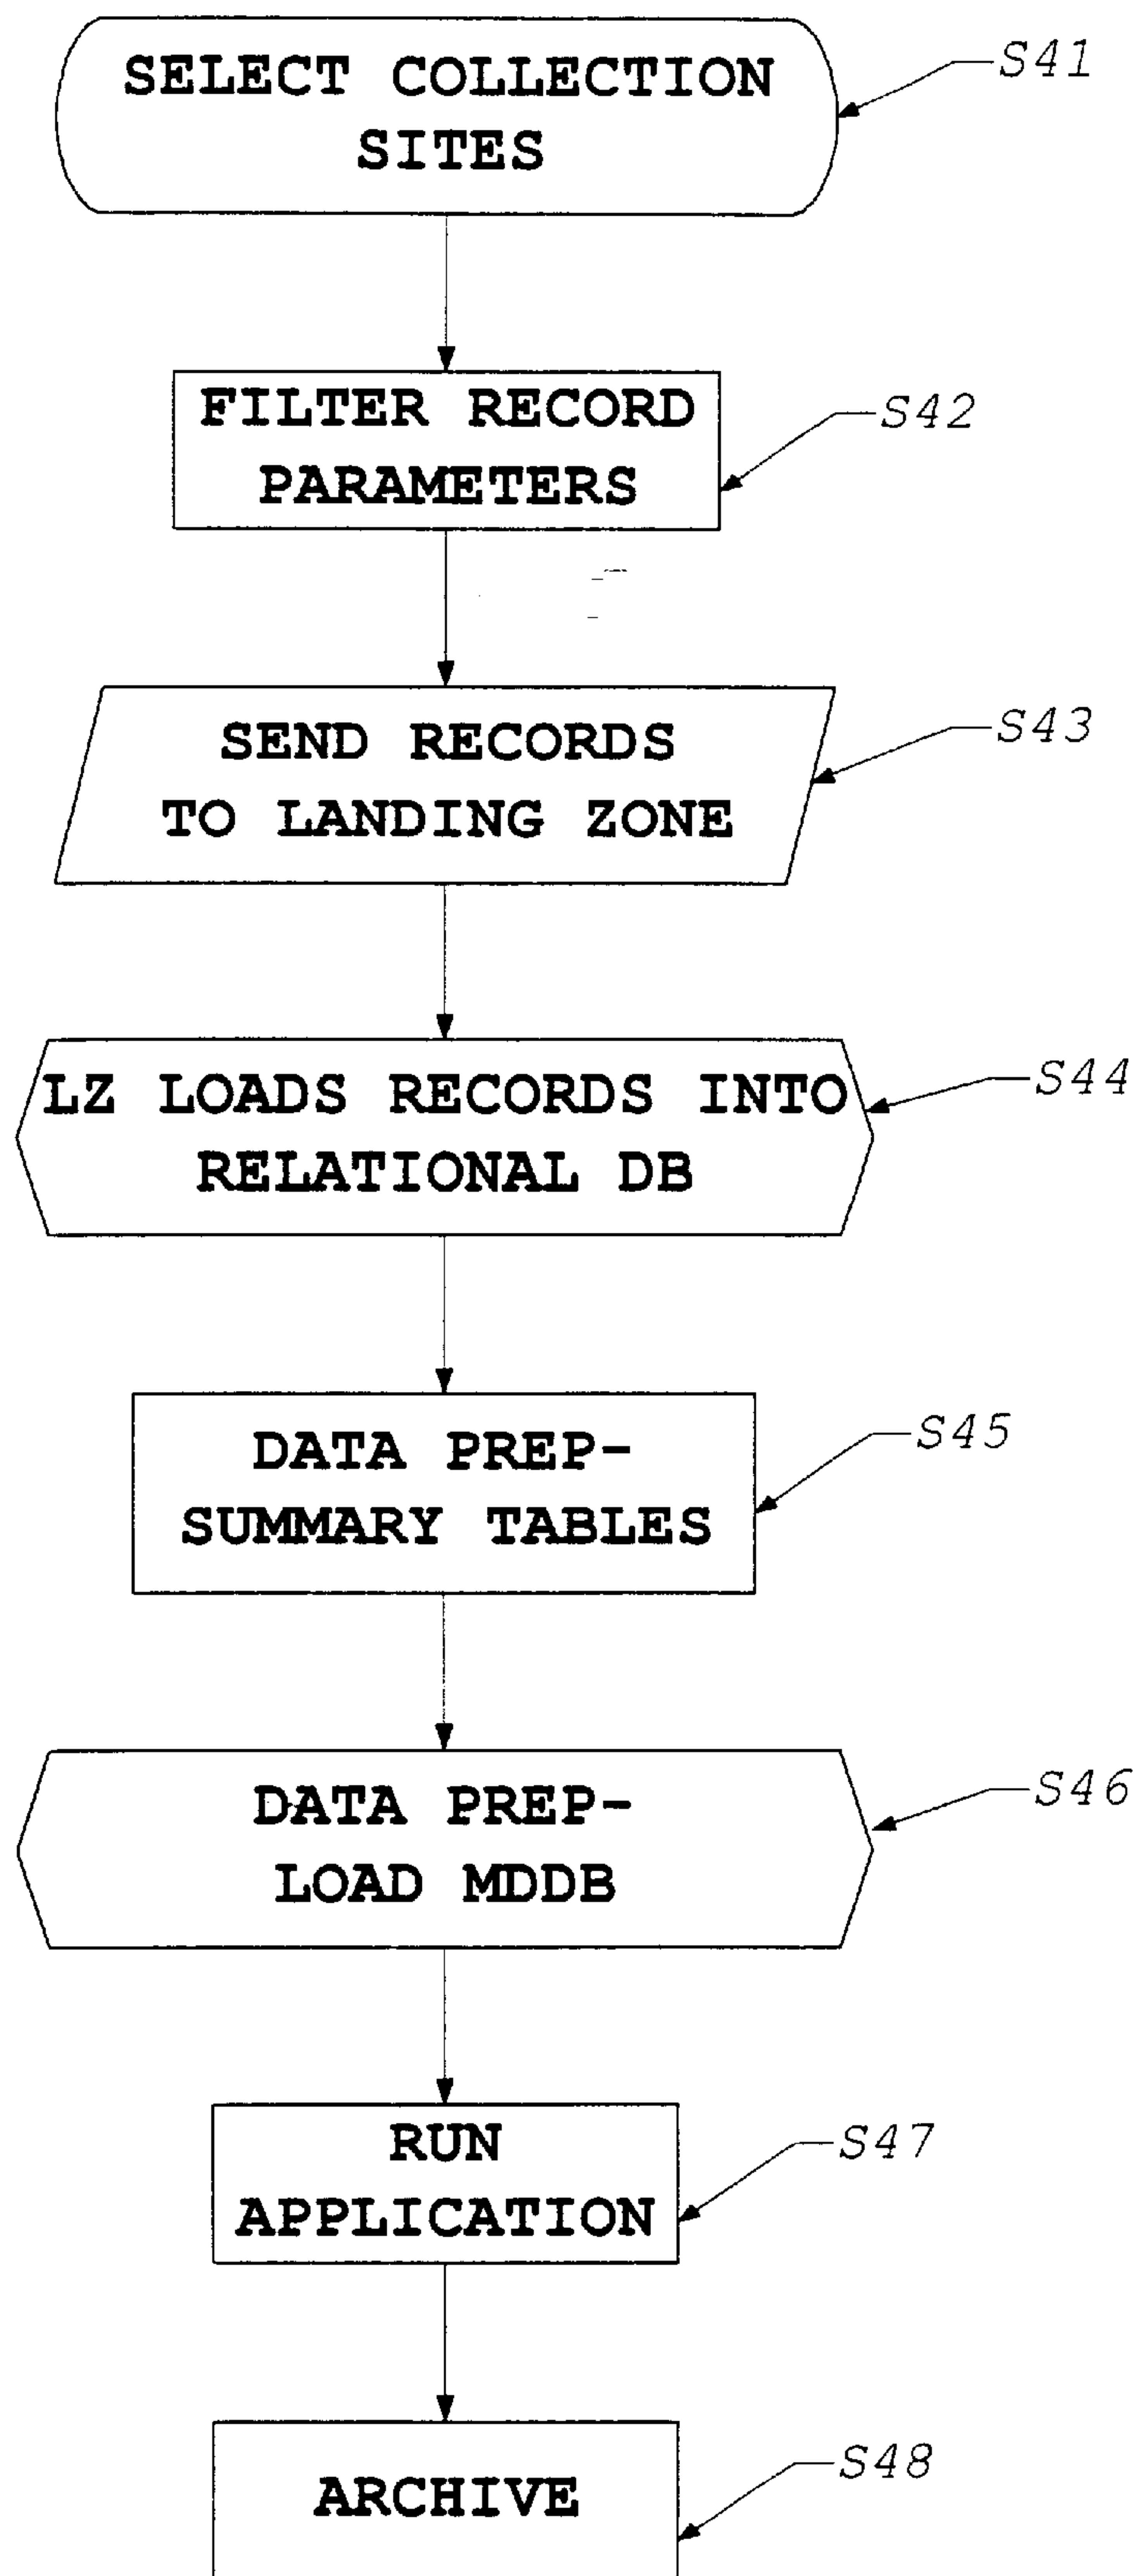 SELECT COLLECTION
SITES
S41
FILTER RECORD
PARAMETERS
S42
SEND RECORDS
TO LANDING ZONE
S43
LZ LOADS RECORDS INTO
RELATIONAL DB
S44
DATA PREP-
SUMMARY TABLES
S45
DATA PREP-
LOAD MDDB
S46
RUN
APPLICATION
S47
ARCHIVE
S48